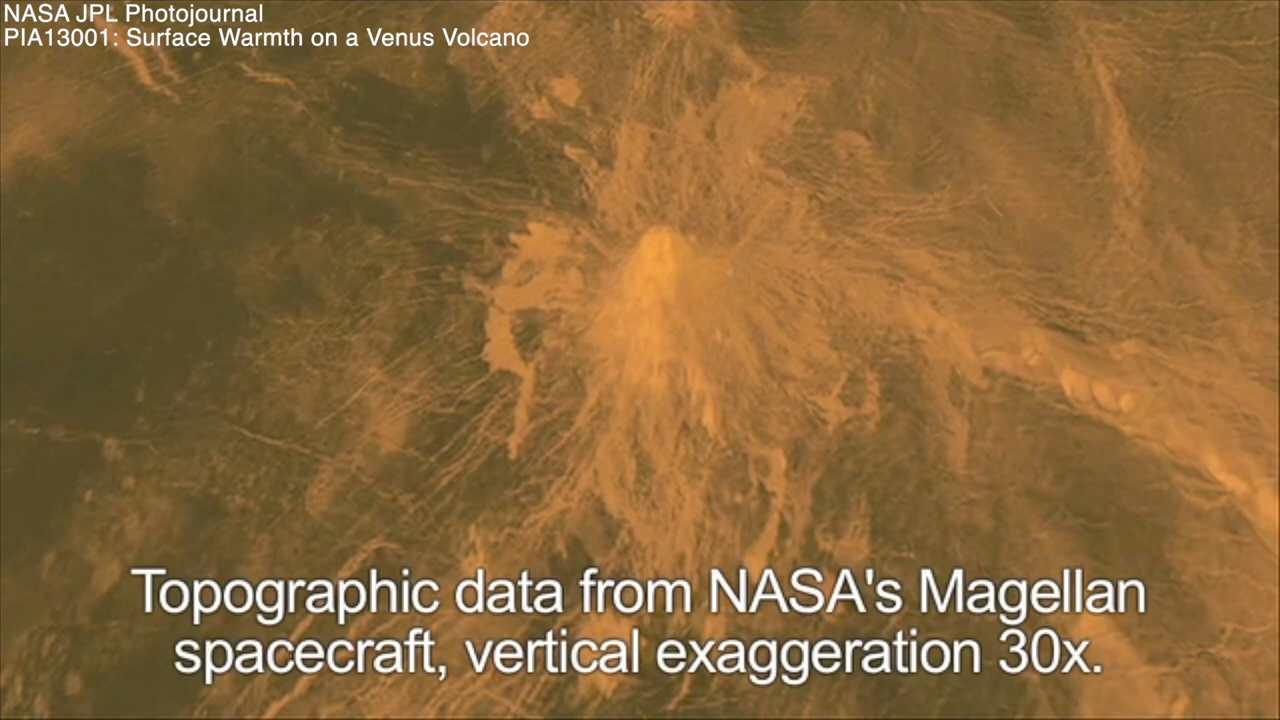 NASA JPL Photojournal
PIA13001: Surface Warmth on a Venus Volcano
Topographic data from NASA's Magellan
spacecraft, vertical exaggeration 30x.